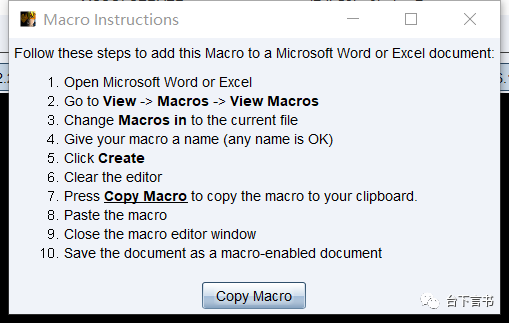 Macro Instructions
Follow these steps to add this Macro to a Microsoft Word or Excel document:
1. Open Microsoft Word or Excel
2. Go to View -> Macros -> View Macros
3. Change Macros in to the current file
4. Give your macro a name (any name is OK)
5. Click Create
6. Clear the editor
7. Press Copy Macro to copy the macro to your clipboard.
8. Paste the macro
9. Close the macro editor window
10. Save the document as a macro-enabled document
Copy Macro
台下言书